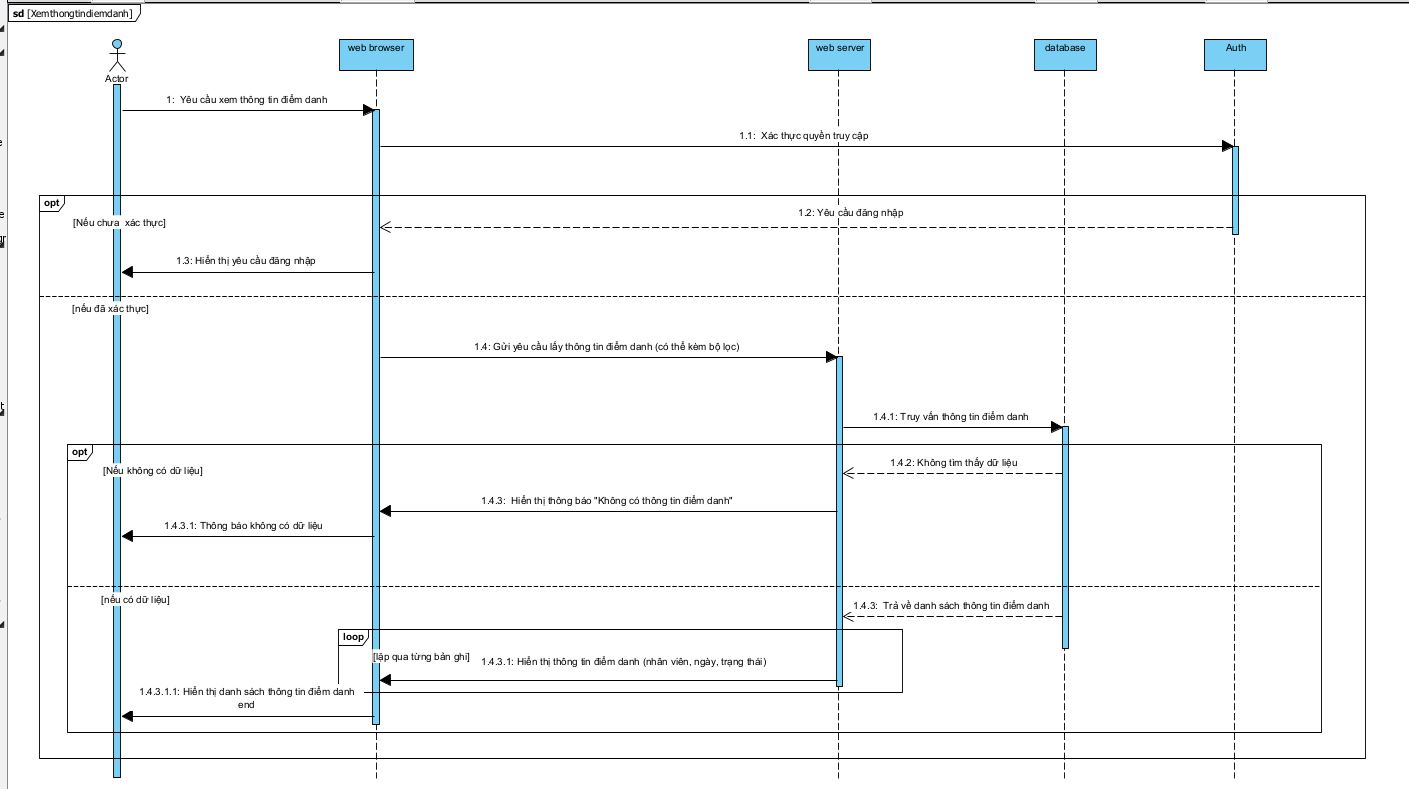 sd [Xemthongtindiemdanh]
web browser
web server
database
Auth
Actor
1: Yêu cầu xem thông tin điểm danh
1.1: Xác thực quyền truy cập
opt
[Nếu chưa xác thực]
1.2: Yêu cầu đăng nhập
1.3: Hiển thị yêu cầu đăng nhập
[nếu đã xác thực]
1.4: Gửi yêu cầu lấy thông tin điểm danh (có thể kèm bộ lọc)
1.4.1: Truy vấn thông tin điểm danh
opt
[Nếu không có dữ liệu]
1.4.2: Không tìm thấy dữ liệu
1.4.3: Hiển thị thông báo "Không có thông tin điểm danh"
1.4.3.1: Thông báo không có dữ liệu
[nếu có dữ liệu]
1.4.3: Trả về danh sách thông tin điểm danh
loop
[lặp qua từng bản ghi]
1.4.3.1: Hiển thị thông tin điểm danh (nhân viên, ngày, trạng thái)
1.4.3.1.1: Hiển thị danh sách thông tin điểm danh
end